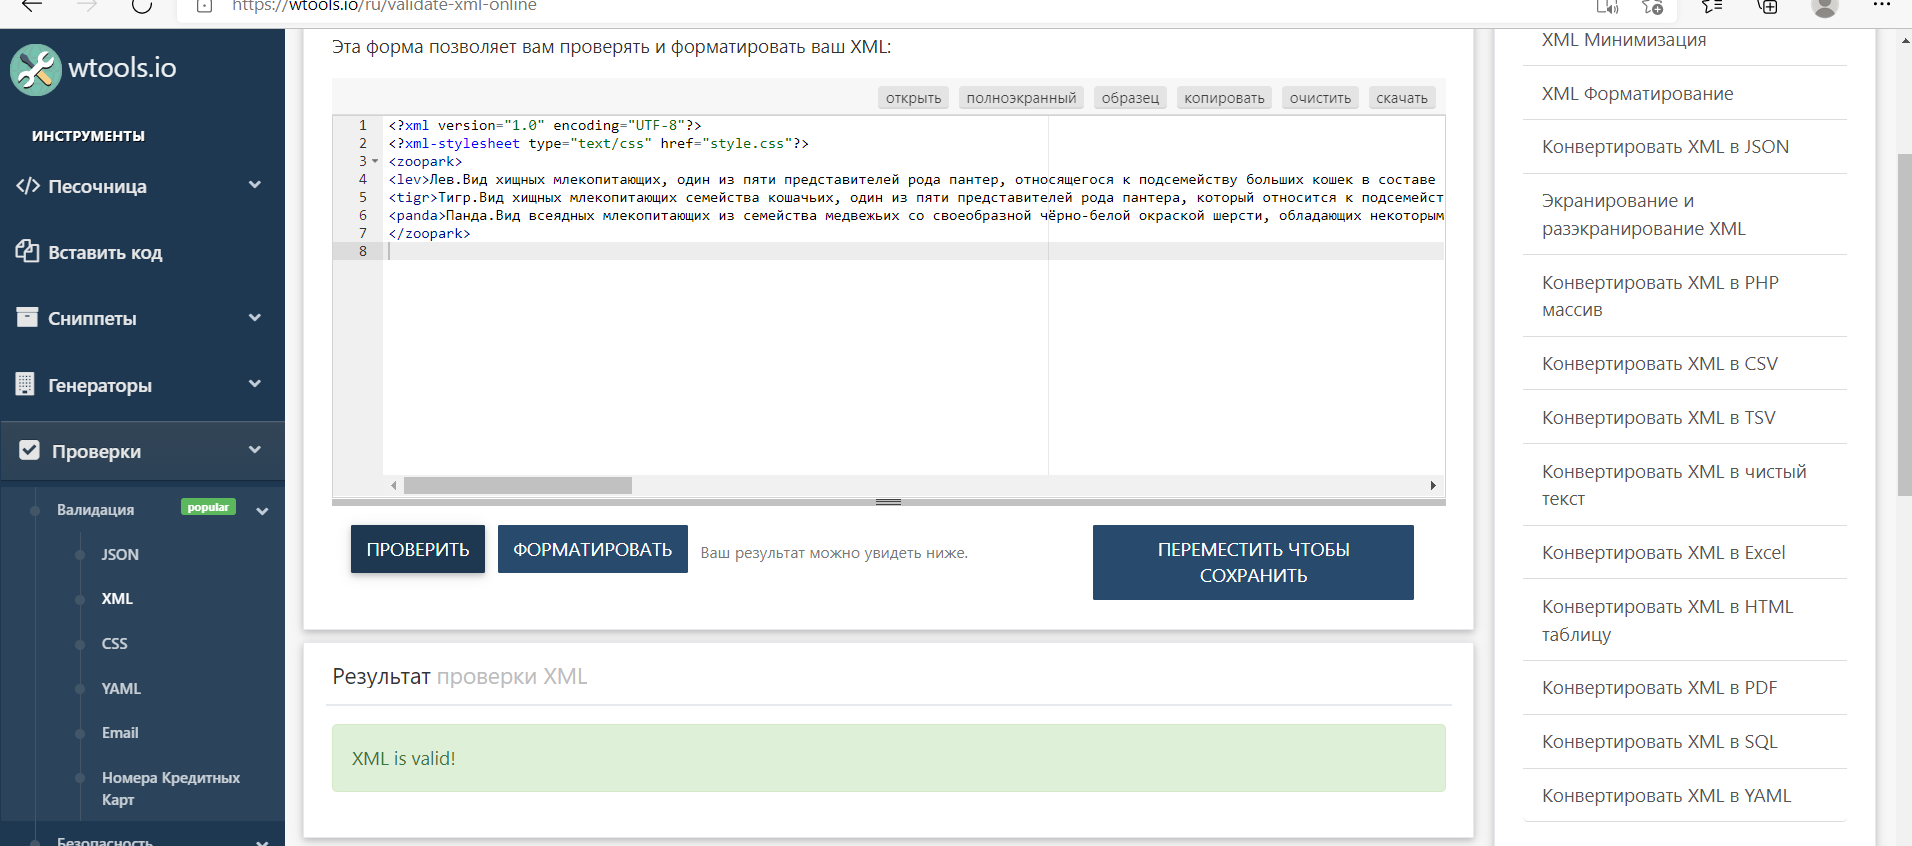 https://wtools.io/ru/validate-xml-online
wtools.io
ИНСТРУМЕНТЫ
Песочница
Вставить код
Сниппеты
Генераторы
Проверки
Валидация
popular
JSON
XML
CSS
YAML
Email
Номера Кредитных
Карт
Безопасность
Эта форма позволяет вам проверять и форматировать ваш XML:
открыть полноэкранный образец копировать очистить скачать
1 <?xml version="1.0" encoding="UTF-8"?>
2 <?xml-stylesheet type="text/css" href="style.css"?>
3 <zoopark>
4 <lev>Лев.Вид хищных млекопитающих, один из пяти представителей рода пантер, относящегося к подсемейству больших кошек в составе
5 <tigr>Тигр.Вид хищных млекопитающих семейства кошачьих, один из пяти представителей рода пантера, который относится к подсемейст
6 <panda>Панда.Вид всеядных млекопитающих из семейства медвежьих со своеобразной чёрно-белой окраской шерсти, обладающих некоторым
7 </zoopark>
8
ПРОВЕРИТЬ
ФОРМАТИРОВАТЬ
Ваш результат можно увидеть ниже.
ПЕРЕМЕСТИТЬ ЧТОБЫ
СОХРАНИТЬ
Результат проверки XML
XML is valid!
XML Минимизация
XML Форматирование
Конвертировать XML в JSON
Экранирование и
разэкранирование XML
Конвертировать XML в PHP
массив
Конвертировать XML в CSV
Конвертировать XML в TSV
Конвертировать XML в чистый
текст
Конвертировать XML в Excel
Конвертировать XML в HTML
таблицу
Конвертировать XML в PDF
Конвертировать XML в SQL
Конвертировать XML в YAML